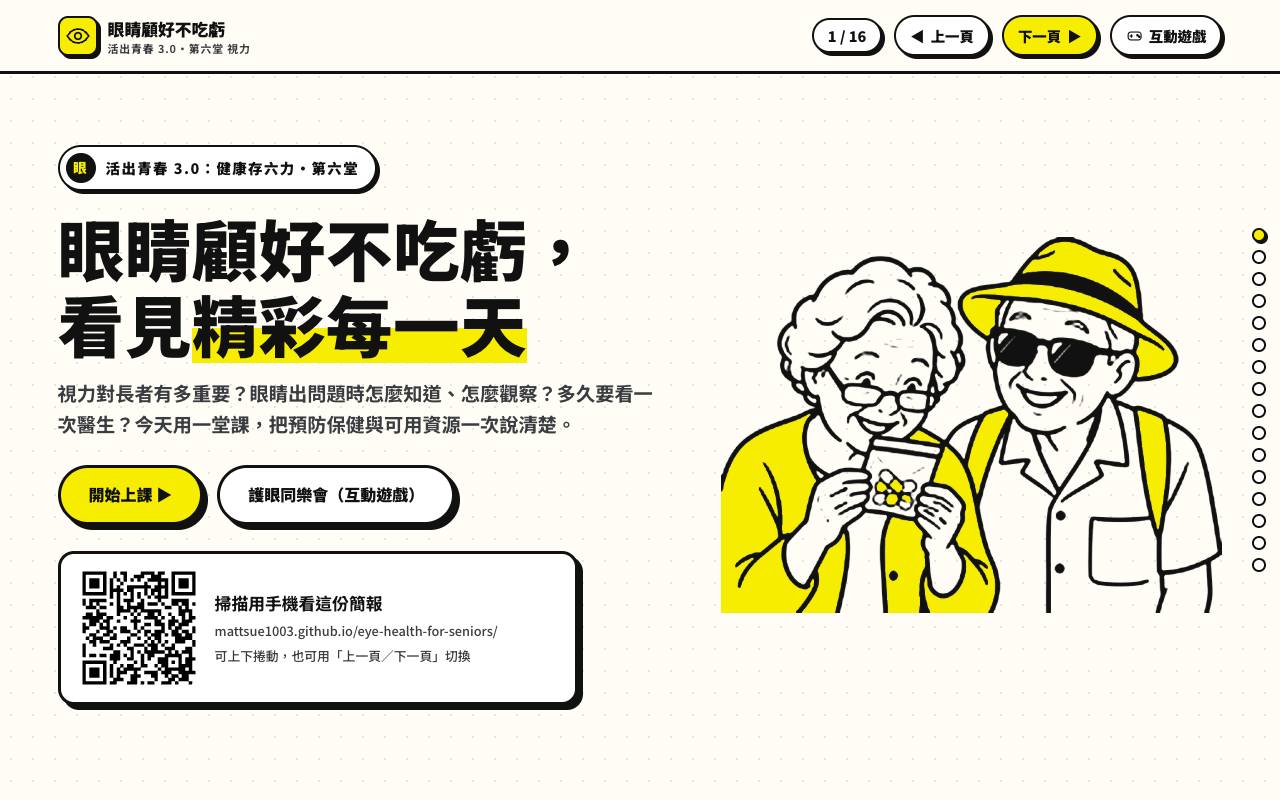 眼睛顧好不吃虧
活出青春 3.0・第六堂 視力
1 / 16
◀ 上一頁
下一頁 ▶
互動遊戲
眼
活出青春 3.0：健康存六力・第六堂
眼睛顧好不吃虧，
看見精彩每一天
視力對長者有多重要？眼睛出問題時怎麼知道、怎麼觀察？多久要看一
次醫生？今天用一堂課，把預防保健與可用資源一次說清楚。
開始上課 ▶
護眼同樂會（互動遊戲）
掃描用手機看這份簡報
mattsue1003.github.io/eye-health-for-seniors/
可上下捲動，也可用「上一頁／下一頁」切換